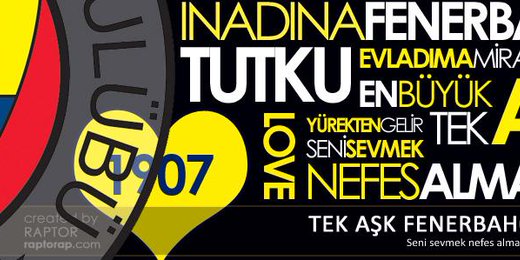 İNADINAFENERBA
TUTKU
EVLADIMAMİRA
ENBÜYÜK
YÜREKTENGELİR
TEK A
SENİSEVMEK
NEFESALMA
LOVE
ULÜBÜ
1907
TEK AŞK FENERBAHÇ
Seni sevmek nefes alma
created by
RAPTOR
raptorap.com